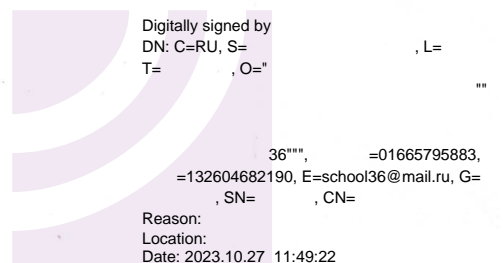 Digitally signed by
DN: C=RU, S= , L=
T= , O="
""
36""", =01665795883,
=132604682190, E=school36@mail.ru, G=
, SN= , CN=
Reason:
Location:
Date: 2023.10.27 11:49:22